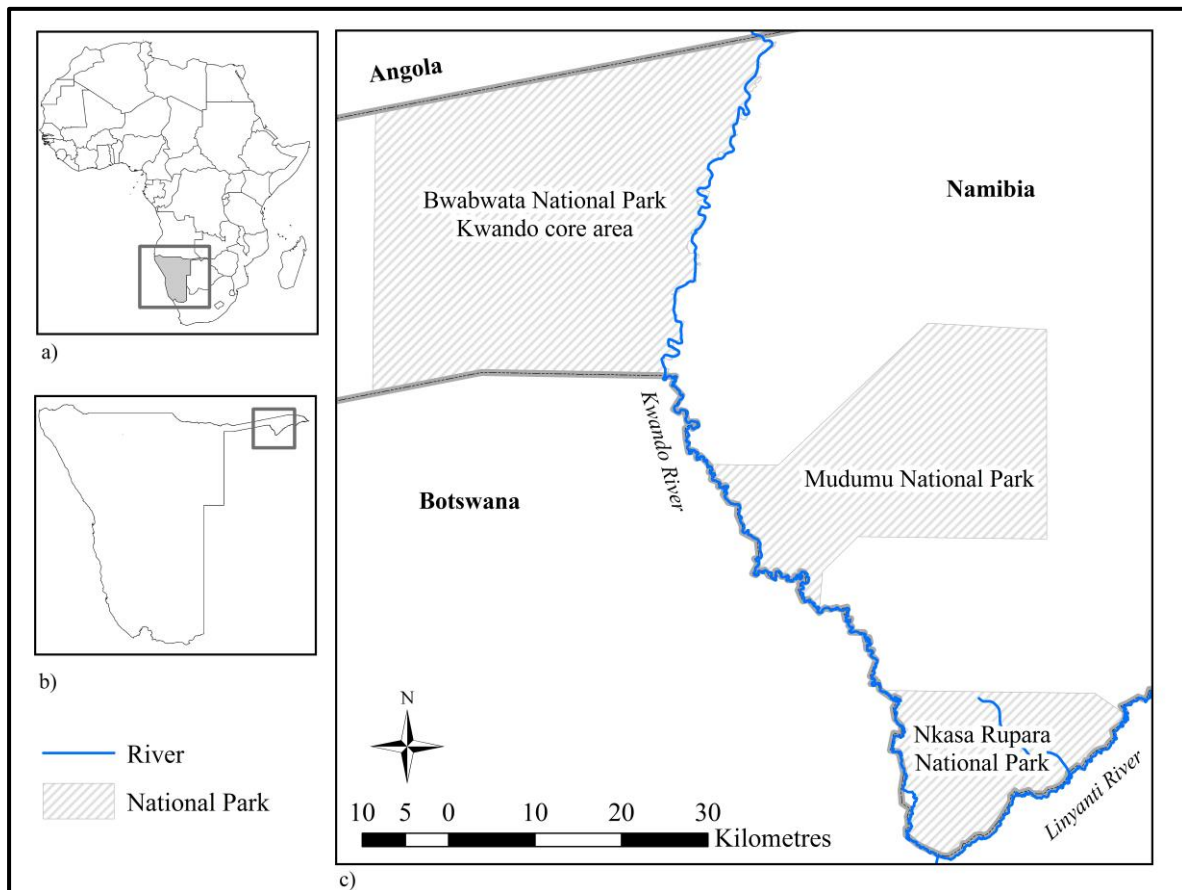 a)
b)
River
National Park
Angola
Bwabwata National Park
Kwando core area
Namibia
Kwando River
Mudumu National Park
Botswana
Nkasa Rupara
National Park
Linyanti River
N
10 5 0 10 20 30
Kilometres
c)